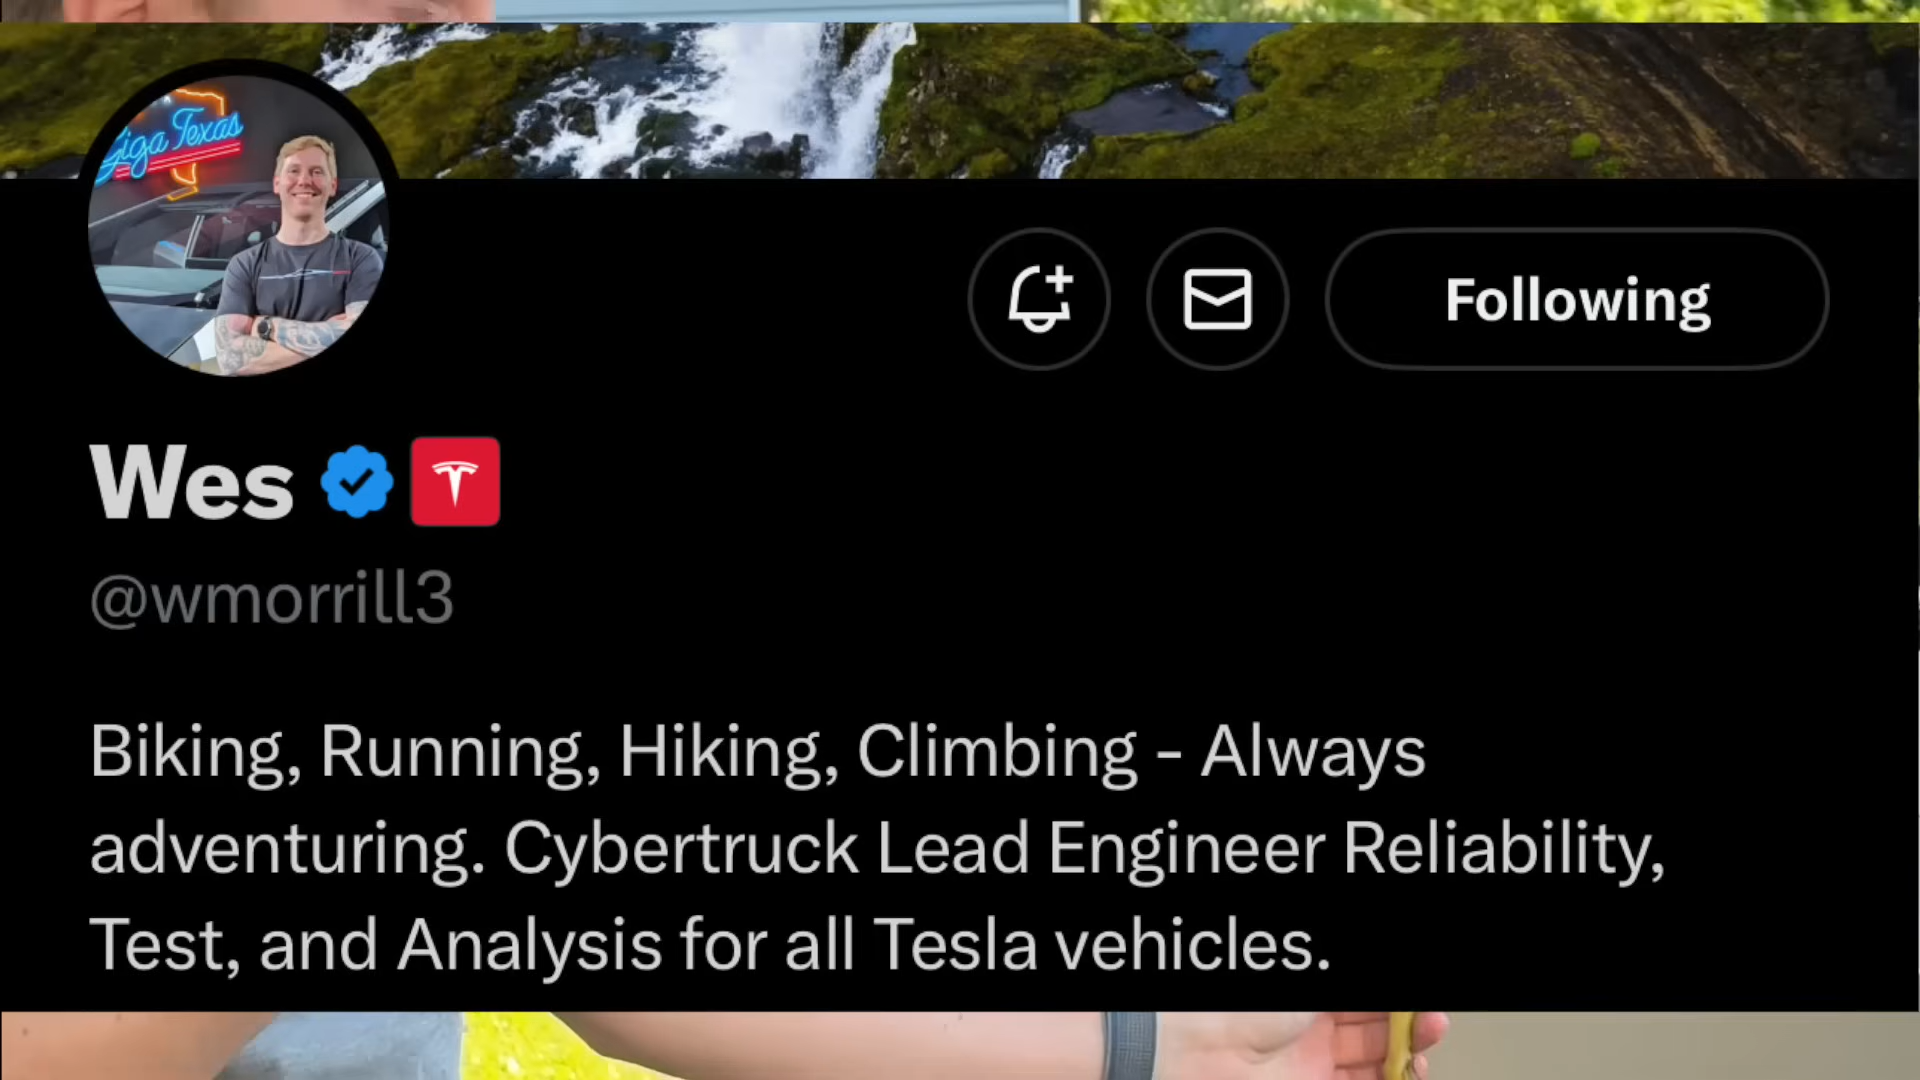 Giga Texas
Following
Wes
@wmorrill3
Biking, Running, Hiking, Climbing - Always
adventuring. Cybertruck Lead Engineer Reliability,
Test, and Analysis for all Tesla vehicles.